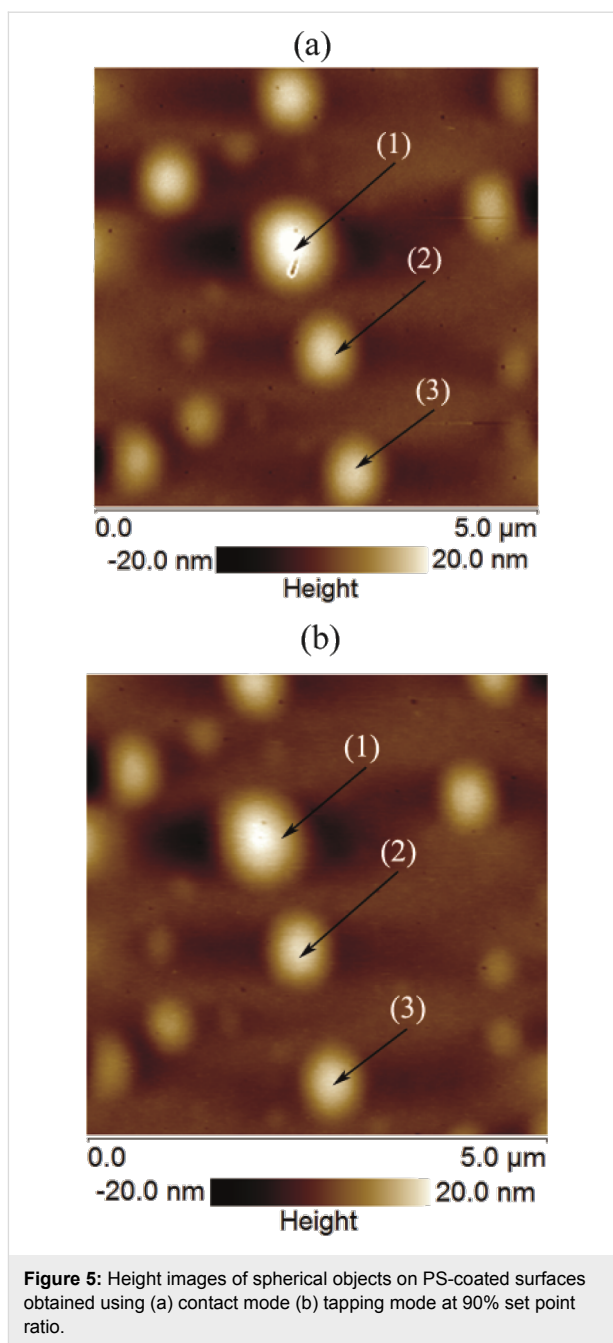 (a)
(1)
(2)
(3)
0.0 5.0 µm
-20.0 nm 20.0 nm
Height
(b)
(1)
(2)
(3)
0.0 5.0 µm
-20.0 nm 20.0 nm
Height
Figure 5: Height images of spherical objects on PS-coated surfaces
obtained using (a) contact mode (b) tapping mode at 90% set point
ratio.